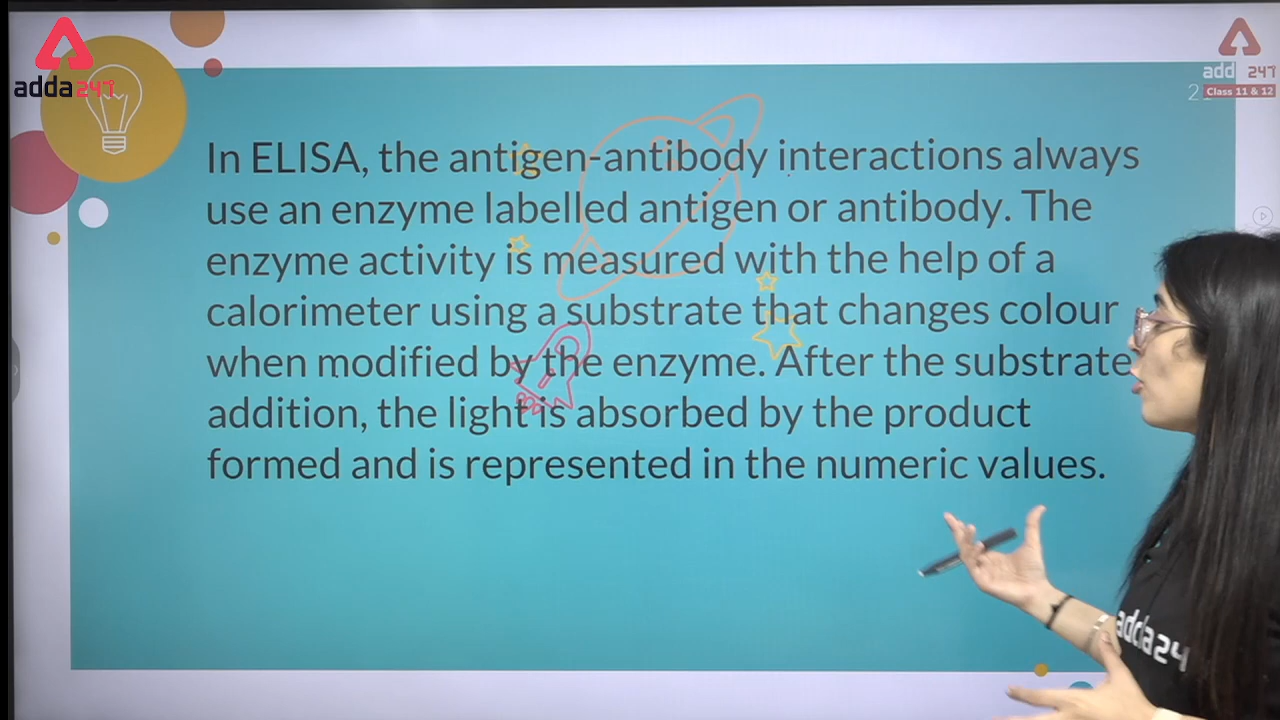 adda247
add 247
Class 11 & 12
In ELISA, the antigen-antibody interactions always
use an enzyme labelled antigen or antibody. The
enzyme activity is measured with the help of a
calorimeter using a substrate that changes colour
when modified by the enzyme. After the substrate
addition, the light is absorbed by the product
formed and is represented in the numeric values.
adda24